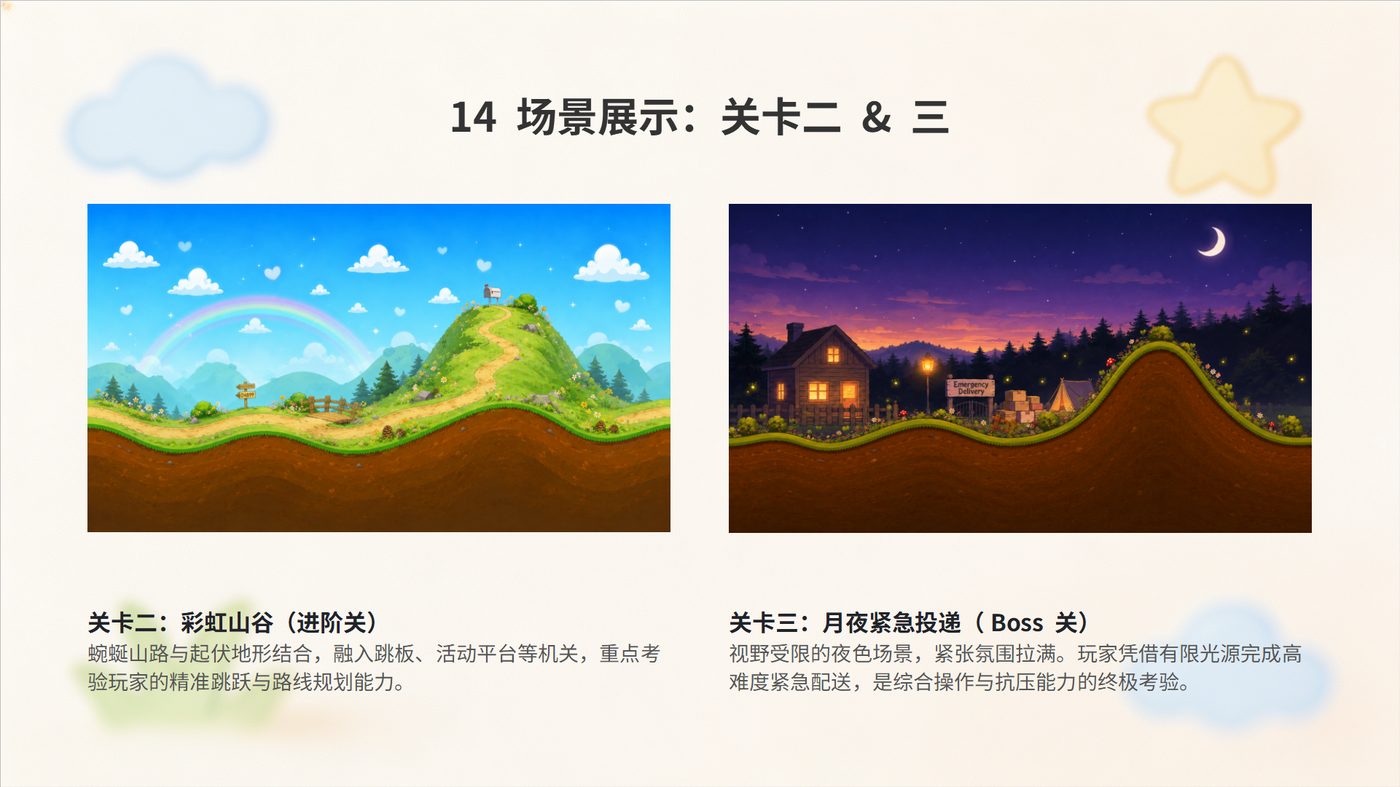 14 场景展示：关卡二 & 三
Emergency
Delivery
关卡二：彩虹山谷（进阶关）
蜿蜒山路与起伏地形结合，融入跳板、活动平台等机关，重点考
验玩家的精准跳跃与路线规划能力。
关卡三：月夜紧急投递（ Boss 关）
视野受限的夜色场景，紧张氛围拉满。玩家凭借有限光源完成高
难度紧急配送，是综合操作与抗压能力的终极考验。